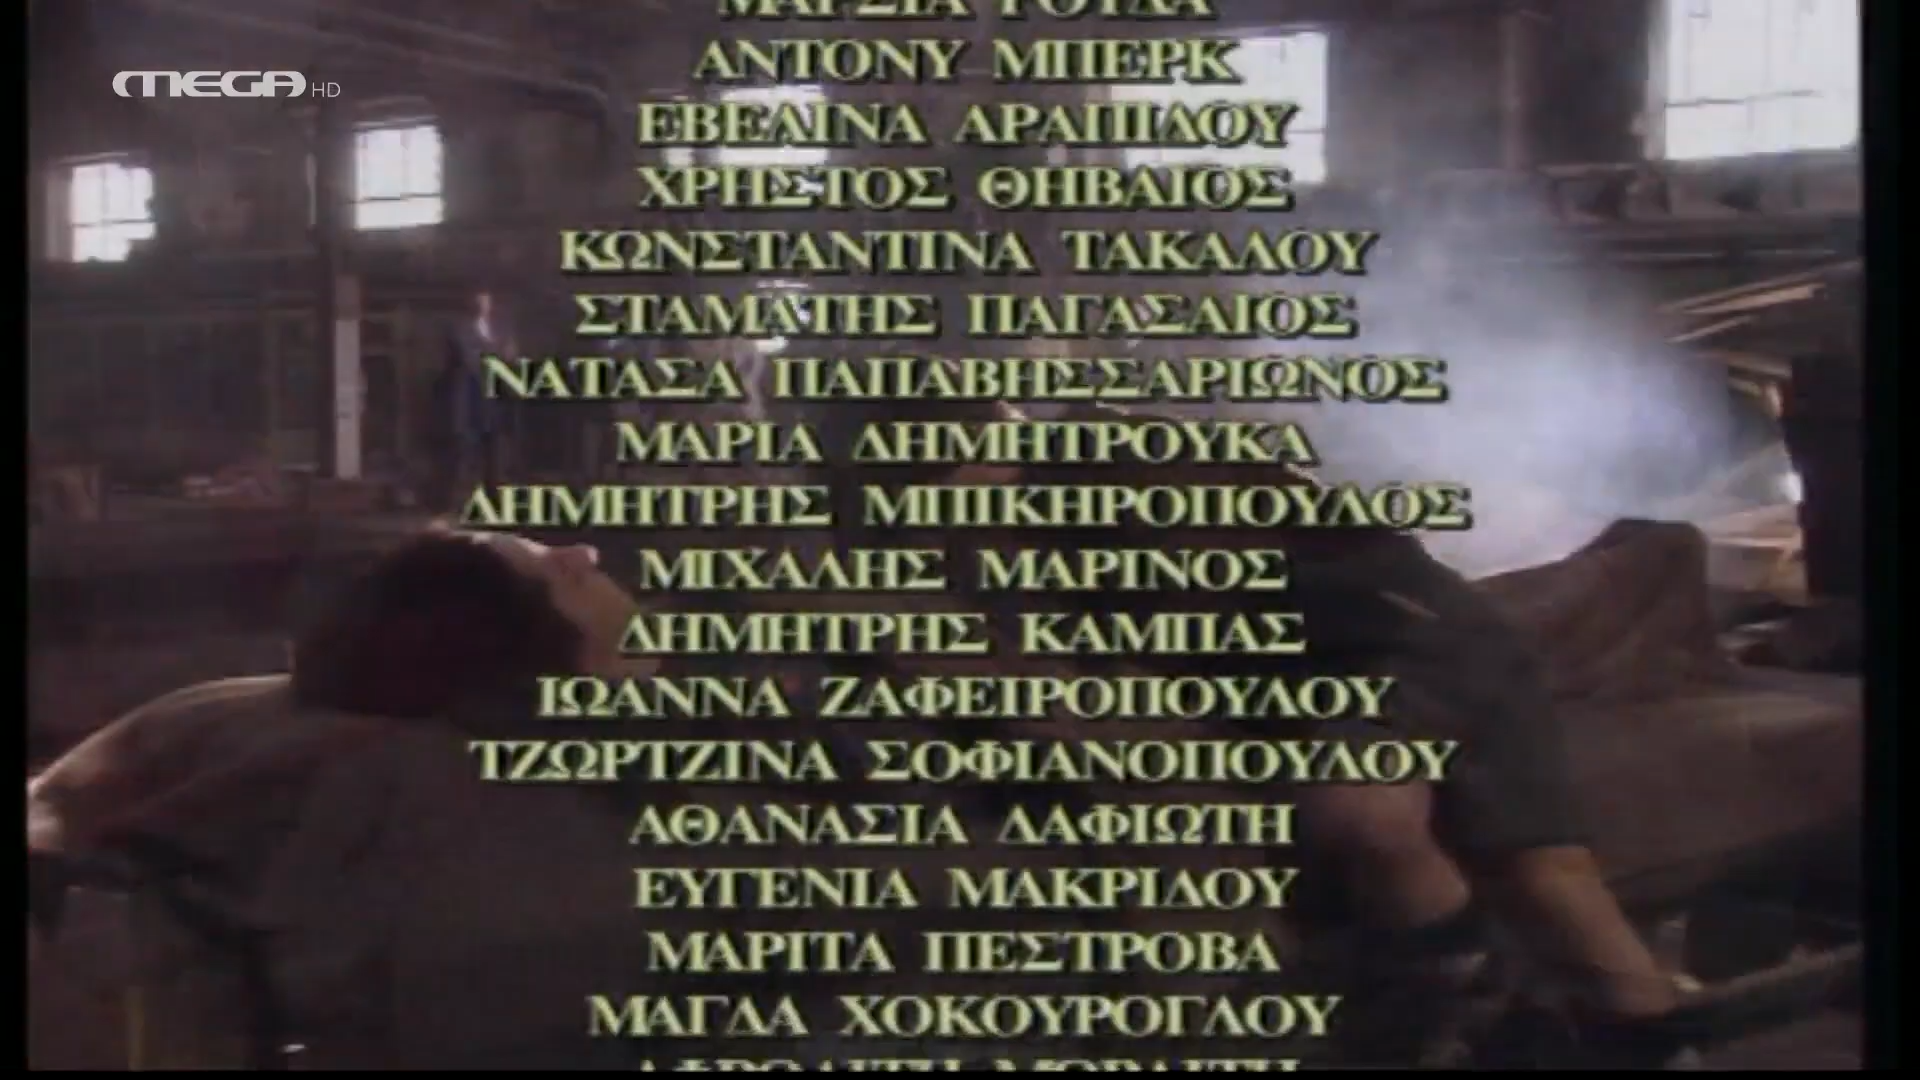 MEGA HD
ΑΝΤΟΝΥ ΜΠΕΡΚ
ΕΒΕΛΙΝΑ ΑΡΑΠΙΔΟΥ
ΧΡΗΣΤΟΣ ΘΗΒΑΙΟΣ
ΚΩΝΣΤΑΝΤΙΝΑ ΤΑΚΑΛΟΥ
ΣΤΑΜΑΤΗΣ ΠΑΓΑΣΑΙΟΣ
ΝΑΤΑΣΑ ΠΑΠΑΒΗΣΣΑΡΙΩΝΟΣ
ΜΑΡΙΑ ΔΗΜΗΤΡΟΥΚΑ
ΔΗΜΗΤΡΗΣ ΜΠΙΚΗΡΟΠΟΥΛΟΣ
ΜΙΧΑΛΗΣ ΜΑΡΙΝΟΣ
ΔΗΜΗΤΡΗΣ ΚΑΜΠΑΣ
ΙΩΑΝΝΑ ΖΑΦΕΙΡΟΠΟΥΛΟΥ
ΤΖΩΡΤΖΙΝΑ ΣΟΦΙΑΝΟΠΟΥΛΟΥ
ΑΘΑΝΑΣΙΑ ΛΑΦΙΩΤΗ
ΕΥΓΕΝΙΑ ΜΑΚΡΙΔΟΥ
ΜΑΡΙΤΑ ΠΕΣΤΡΟΒΑ
ΜΑΓΔΑ ΧΟΚΟΥΡΟΓΛΟΥ